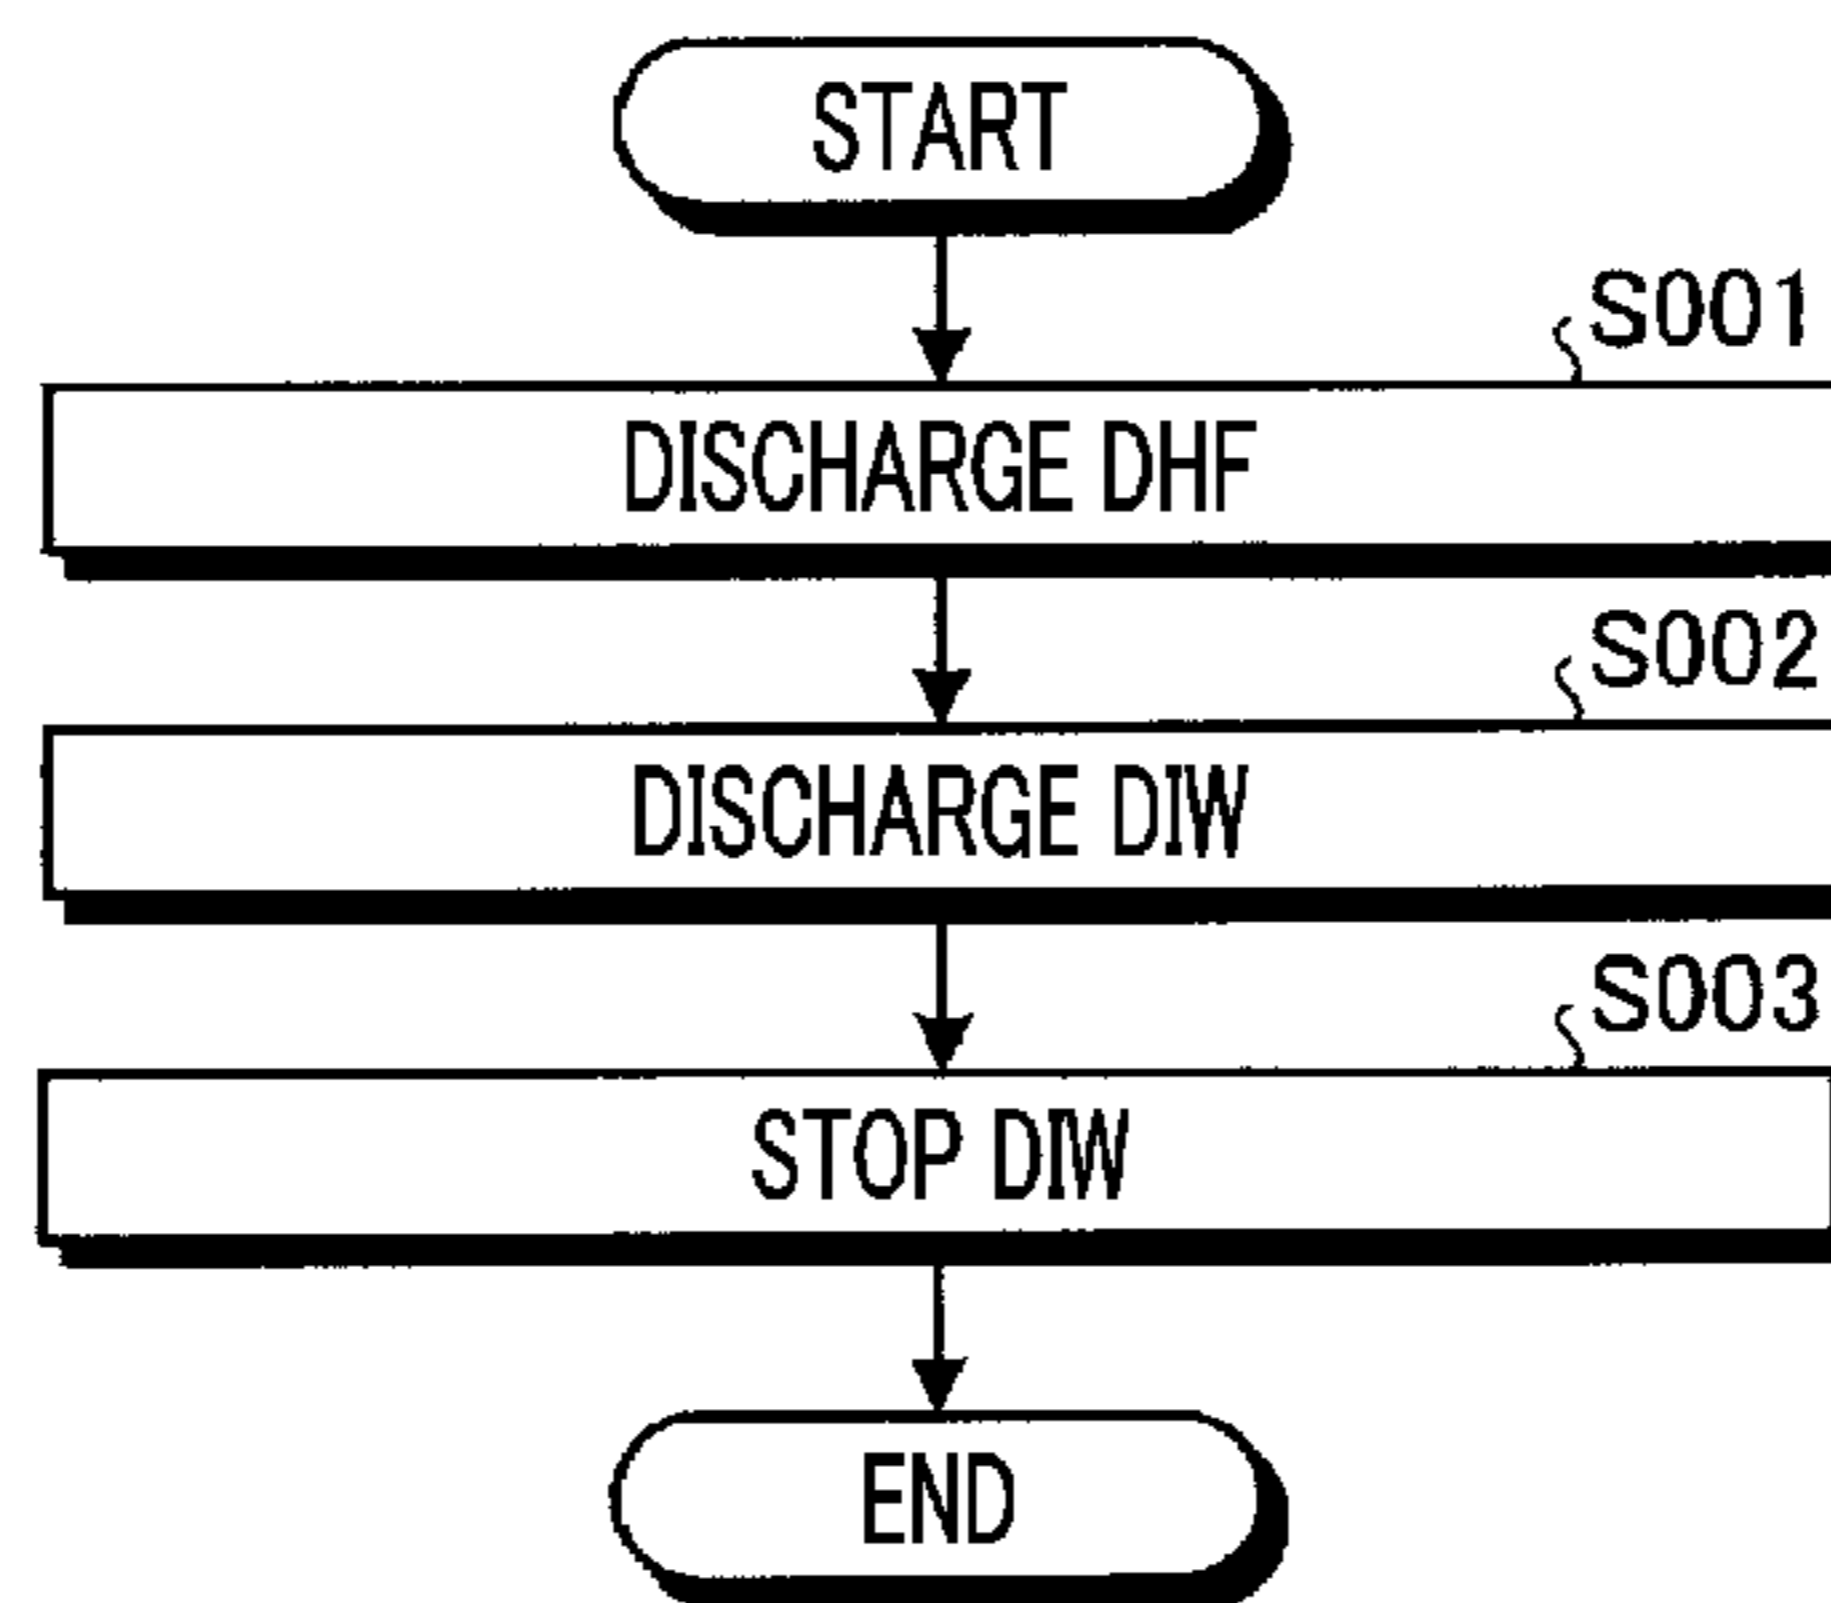 START
S001
DISCHARGE DHF
S002
DISCHARGE DIW
S003
STOP DIW
END